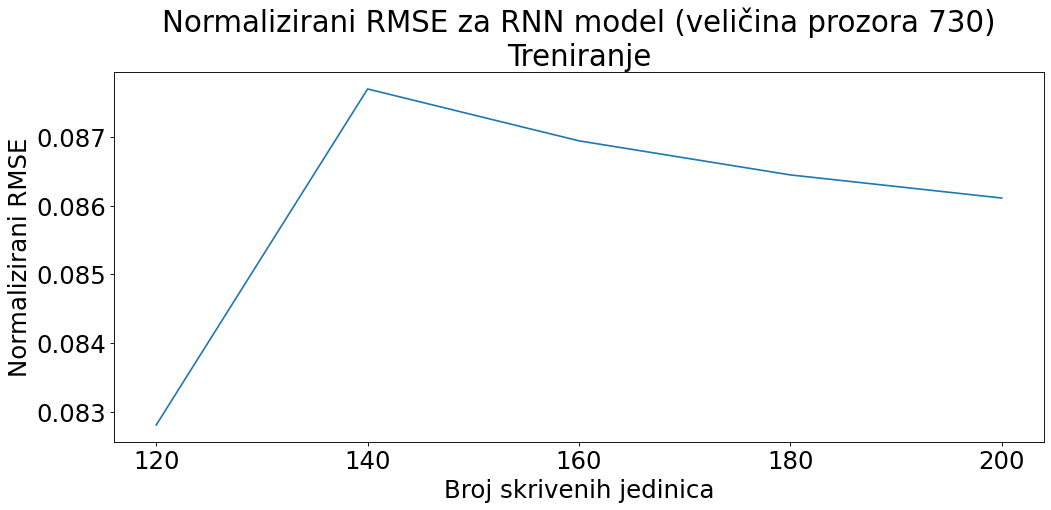 Normalizirani RMSE za RNN model (veličina prozora 730)
Treniranje
Normalizirani RMSE
0.087
0.086
0.085
0.084
0.083
120 140 160 180 200
Broj skrivenih jedinica